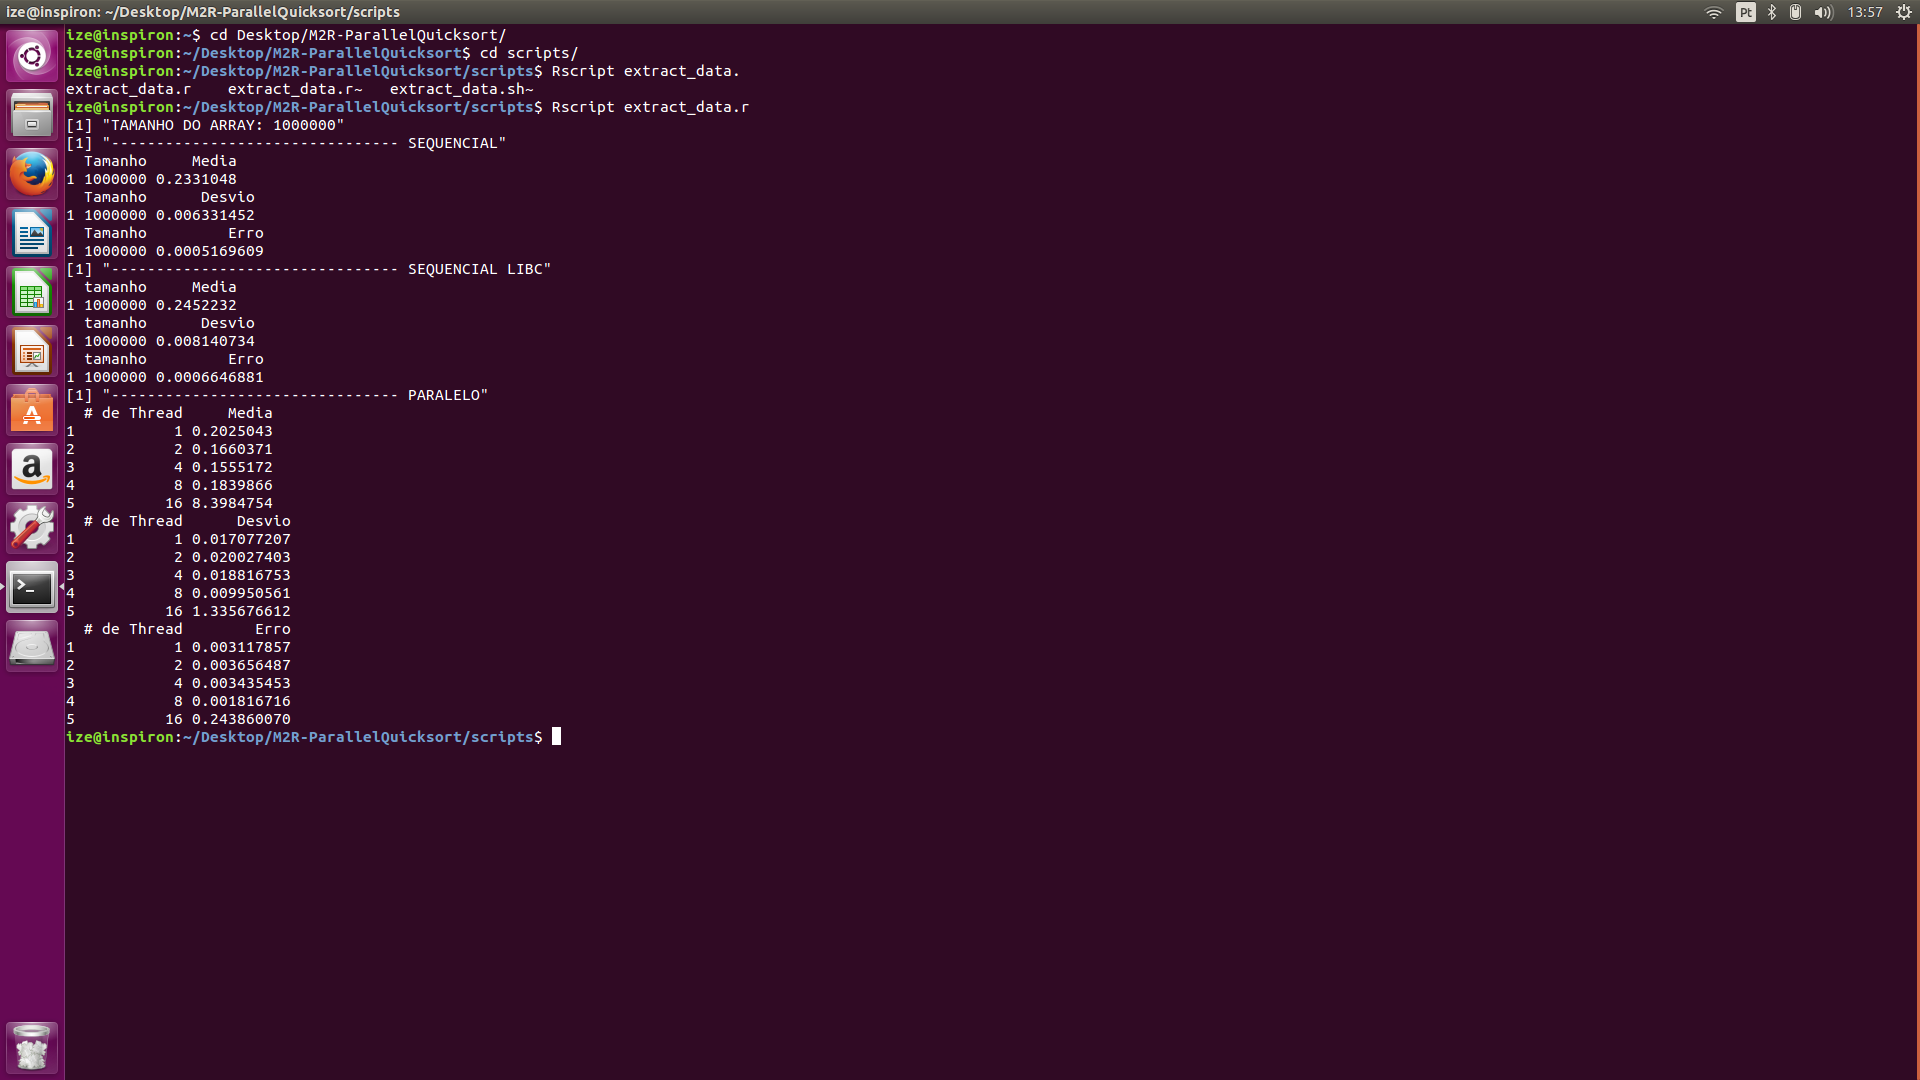 ize@inspiron: ~/Desktop/M2R-ParallelQuicksort/scripts
Pt
13:57
ize@inspiron:~$ cd Desktop/M2R-ParallelQuicksort/
ize@inspiron:~/Desktop/M2R-ParallelQuicksort$ cd scripts/
ize@inspiron:~/Desktop/M2R-ParallelQuicksort/scripts$ Rscript extract_data.
extract_data.r    extract_data.r~   extract_data.sh~
ize@inspiron:~/Desktop/M2R-ParallelQuicksort/scripts$ Rscript extract_data.r
[1] "TAMANHO DO ARRAY: 1000000"
[1] "-------------------------------- SEQUENCIAL"
  Tamanho     Media
1 1000000 0.2331048
  Tamanho      Desvio
1 1000000 0.006331452
  Tamanho         Erro
1 1000000 0.0005169609
[1] "-------------------------------- SEQUENCIAL LIBC"
  tamanho     Media
1 1000000 0.2452232
  tamanho      Desvio
1 1000000 0.008140734
  tamanho         Erro
1 1000000 0.0006646881
[1] "-------------------------------- PARALELO"
  # de Thread     Media
1           1 0.2025043
2           2 0.1660371
3           4 0.1555172
4           8 0.1839866
5          16 8.3984754
  # de Thread      Desvio
1           1 0.017077207
2           2 0.020027403
3           4 0.018816753
4           8 0.009950561
5          16 1.335676612
  # de Thread        Erro
1           1 0.003117857
2           2 0.003656487
3           4 0.003435453
4           8 0.001816716
5          16 0.243860070
ize@inspiron:~/Desktop/M2R-ParallelQuicksort/scripts$